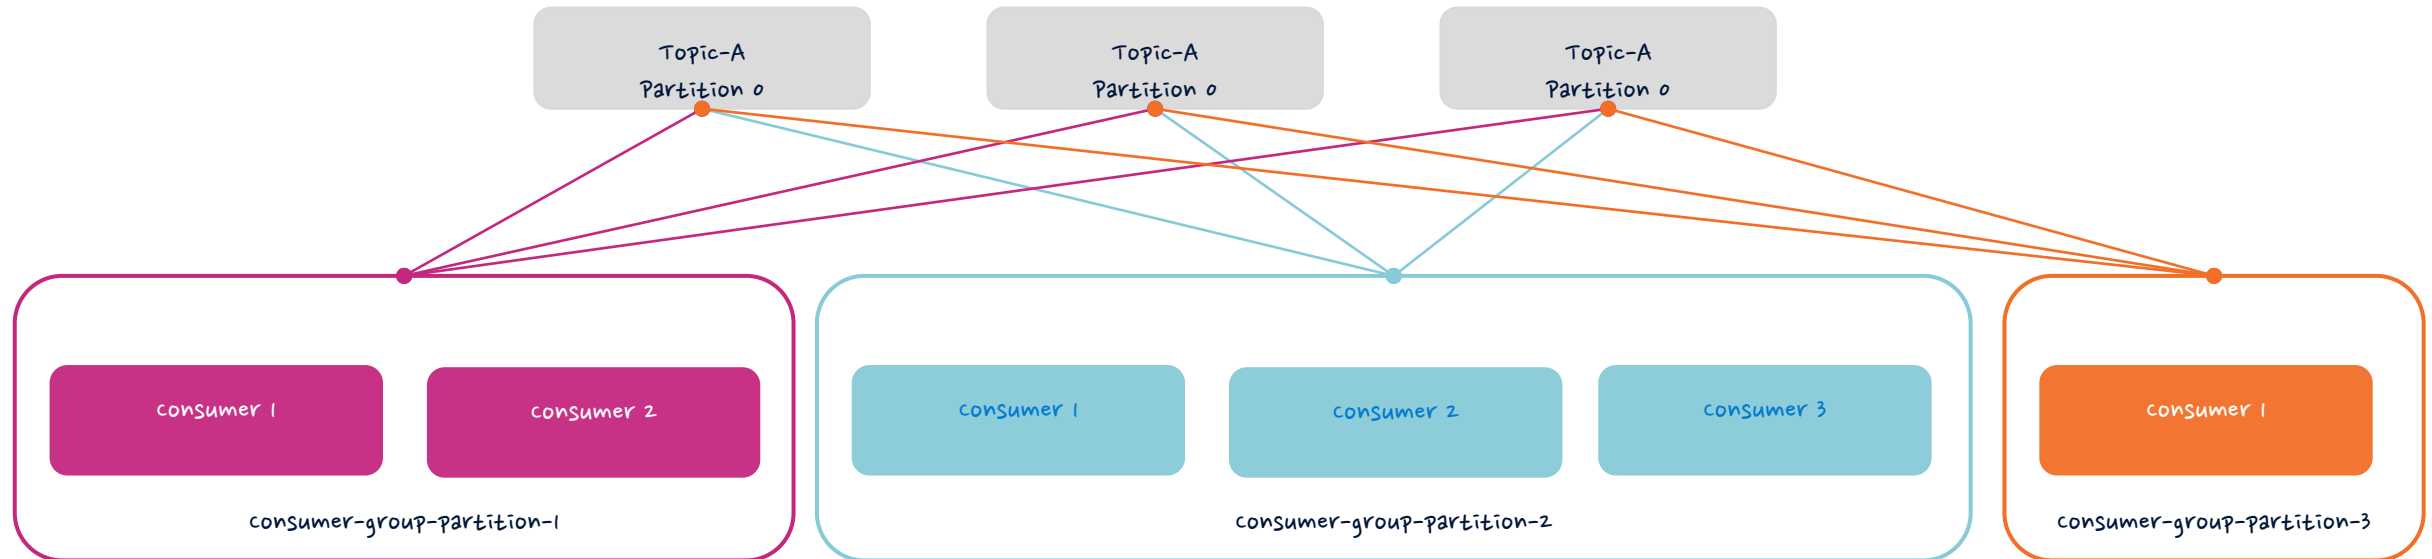 Topic-A
Partition 0
Topic-A
Partition 0
Topic-A
Partition 0
Consumer 1
Consumer 2
Consumer 1
Consumer 2
Consumer 3
Consumer 1
consumer-group-partition-1
consumer-group-partition-2
consumer-group-partition-3